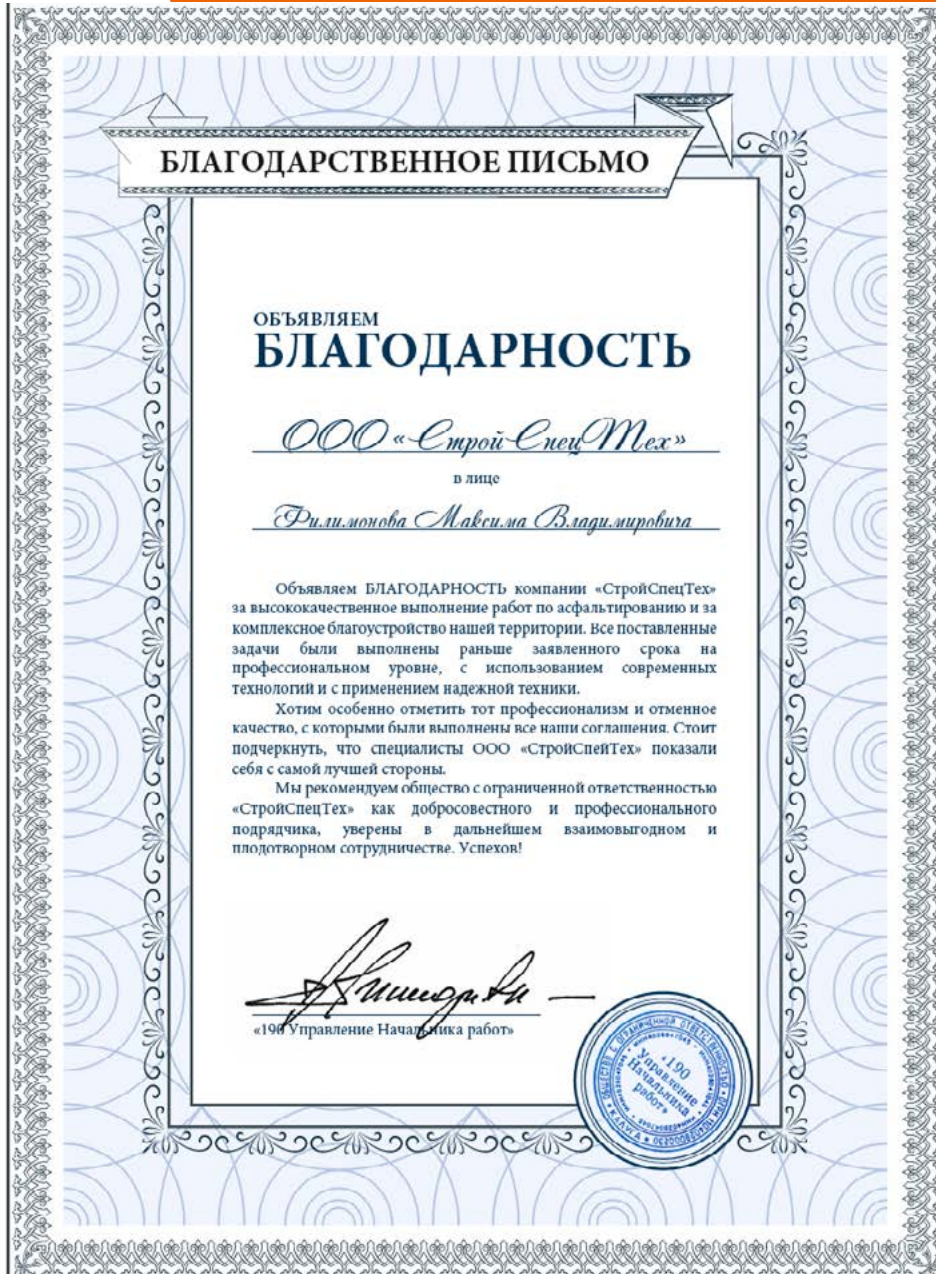 БЛАГОДАРСТВЕННОЕ ПИСЬМО
ОБЪЯВЛЯЕМ
БЛАГОДАРНОСТЬ
ООО «СтройСпецТех»
в лице
Филимонова Максима Владимировича
Объявляем БЛАГОДАРНОСТЬ компании «СтройСпецТех»
за высококачественное выполнение работ по асфальтированию и за
комплексное благоустройство нашей территории. Все поставленные
задачи были выполнены раньше заявленного срока на
профессиональном уровне, с использованием современных
технологий и с применением надежной техники.
Хотим особенно отметить тот профессионализм и отменное
качество, с которыми были выполнены все наши соглашения. Стоит
подчеркнуть, что специалисты ООО «СтройСпейТех» показали
себя с самой лучшей стороны.
Мы рекомендуем общество с ограниченной ответственностью
«СтройСпецТех» как добросовестного и профессионального
подрядчика, уверены в дальнейшем взаимовыгодном и
плодотворном сотрудничестве. Успехов!
«190 Управление Начальника работ»
ОБЩЕСТВО С ОГРАНИЧЕННОЙ ОТВЕТСТВЕННОСТЬЮ
«190
Управление
Начальника
работ»